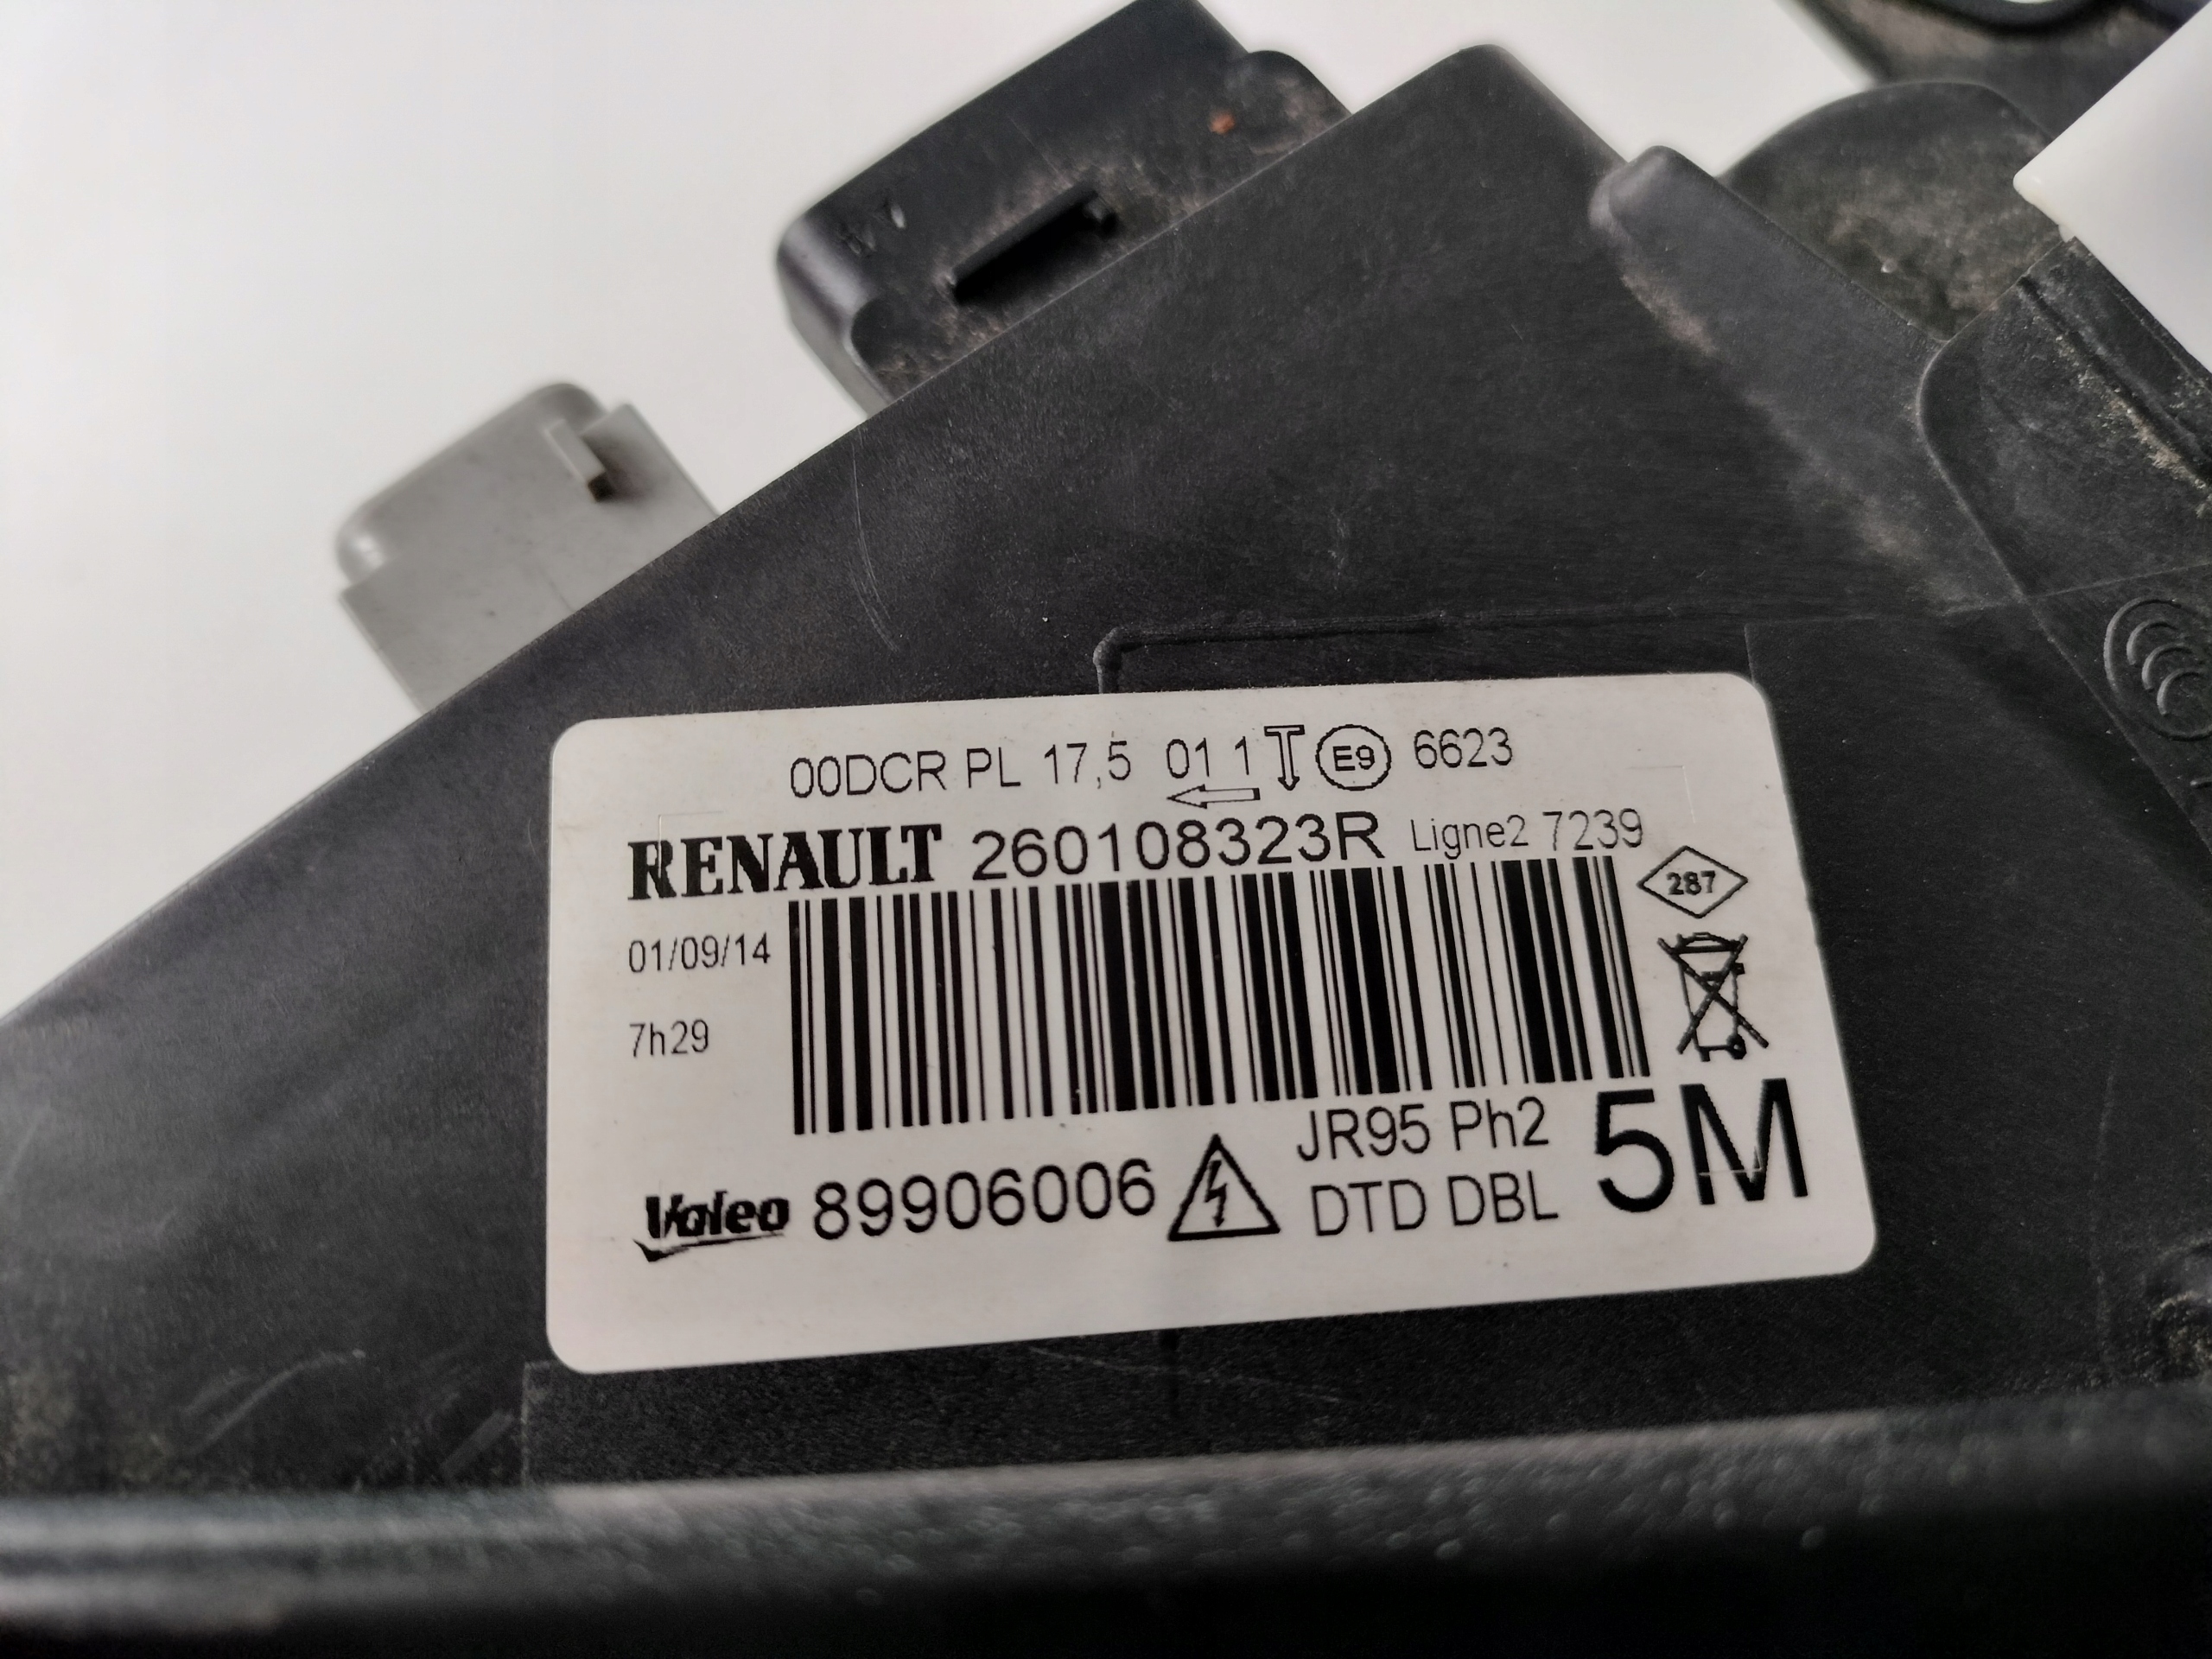 00DCR PL 17,5 01 1 E9 6623
RENAULT 260108323R Ligne2 7239
287
01/09/14
7h29
JR95 Ph2
5M
Valeo 89906006
DTD DBL